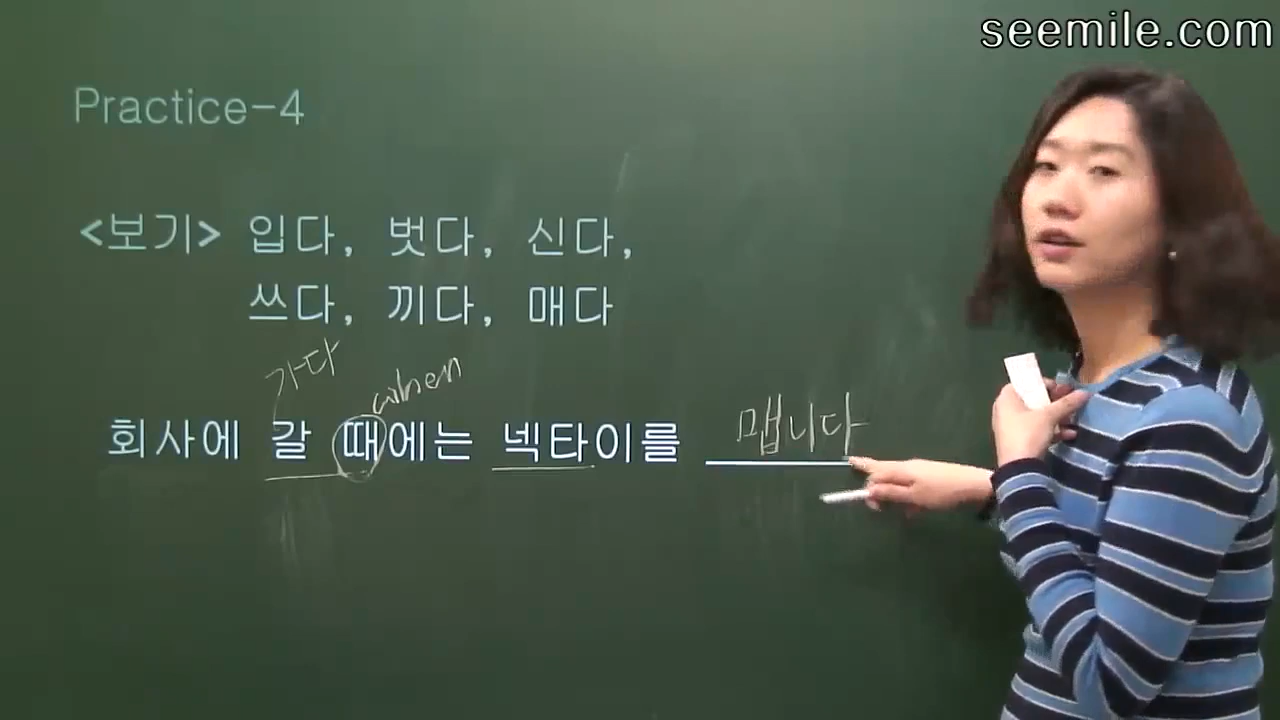 seemile.com
Practice-4
<보기> 입다, 벗다, 신다,
쓰다, 끼다, 매다
가다 when
회사에 갈 때에는 넥타이를 맵니다